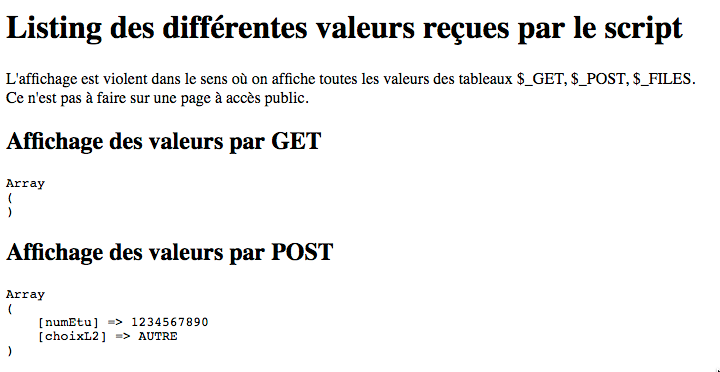 Listing des différentes valeurs reçues par le script
L'affichage est violent dans le sens où on affiche toutes les valeurs des tableaux $_GET, $_POST, $_FILES.
Ce n'est pas à faire sur une page à accès public.
Affichage des valeurs par GET
Array
(
)
Affichage des valeurs par POST
Array
(
    [numEtu] => 1234567890
    [choixL2] => AUTRE
)